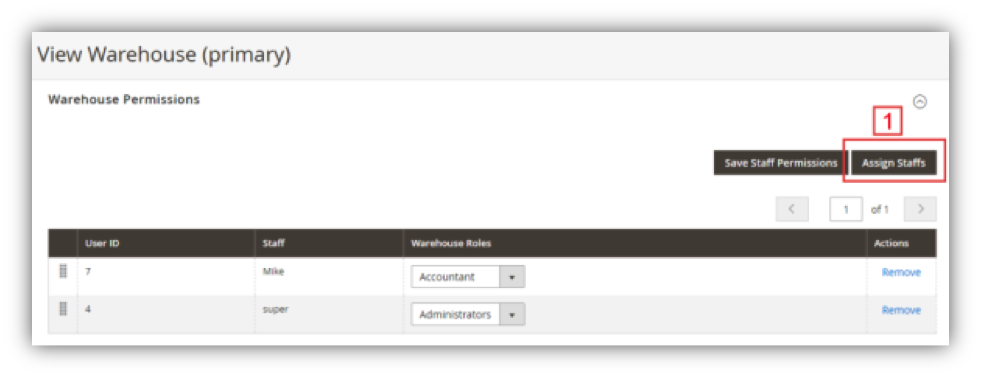 View Warehouse (primary)
Warehouse Permissions
1
Save Staff Permissions Assign Staffs
1 of 1
User ID Staff Warehouse Roles Actions
7 Mike Accountant Remove
4 super Administrators Remove